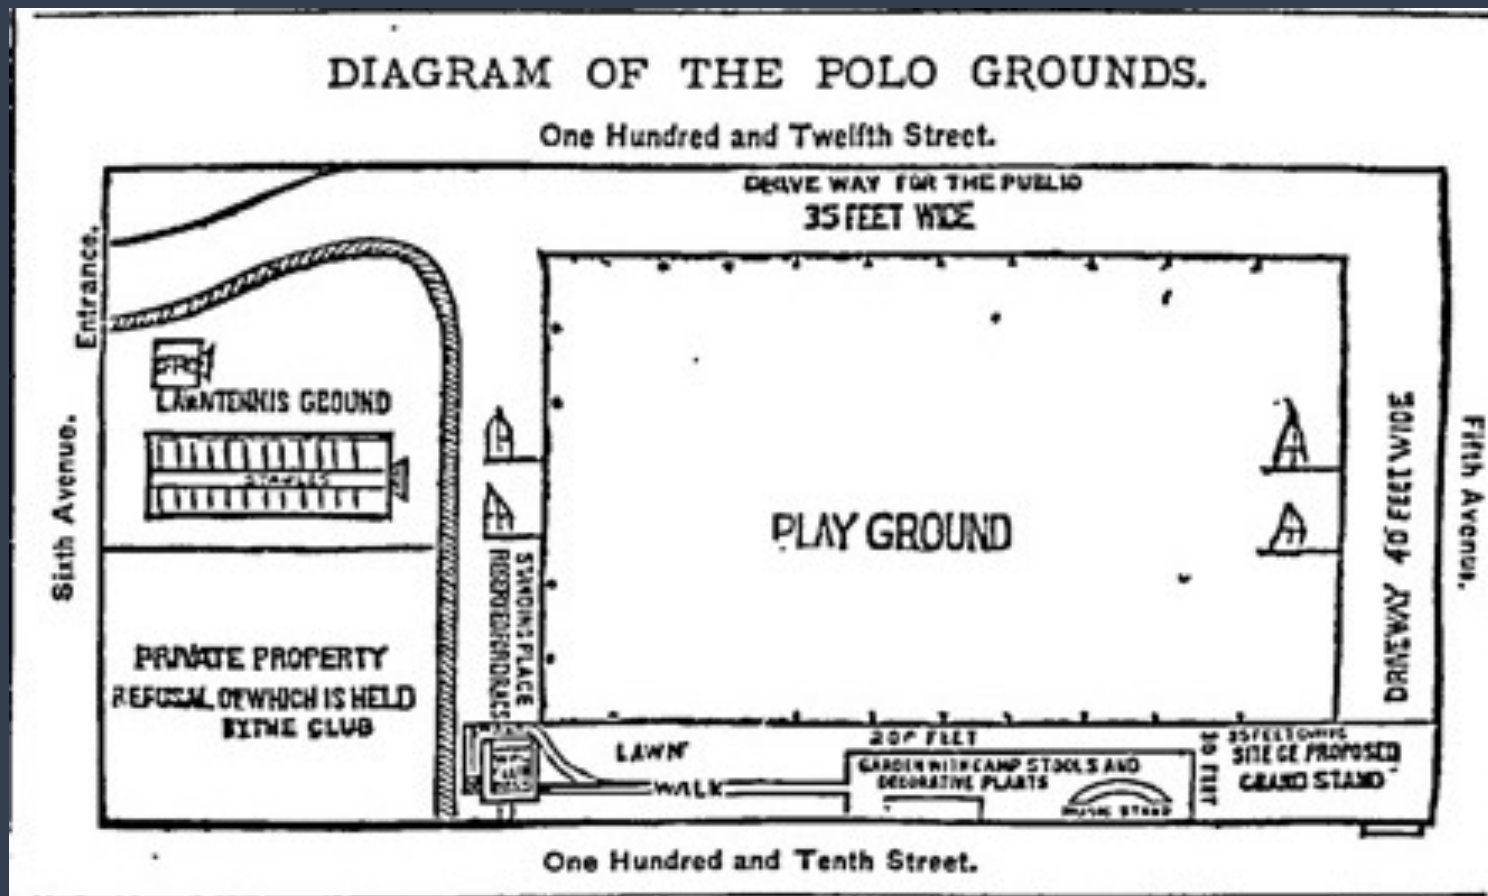 DIAGRAM OF THE POLO GROUNDS.
One Hundred and Twelfth Street.
DRIVE WAY FOR THE PUBLIC
35 FEET WIDE
Entrance.
LAWN TENNIS GROUND
STABLES
Sixth Avenue.
PLAY GROUND
DRIVEWAY 40 FEET WIDE
Fifth Avenue.
STANDING PLACE
PRIVATE PROPERTY
REFUSAL OF WHICH IS HELD
BY THE CLUB
LAWN
WALK
FEET
GARDEN WITH CAMP STOOLS AND
DECORATIVE PLANTS
MUSIC STAND
30 FEET
SITE OF PROPOSED
GRAND STAND
One Hundred and Tenth Street.